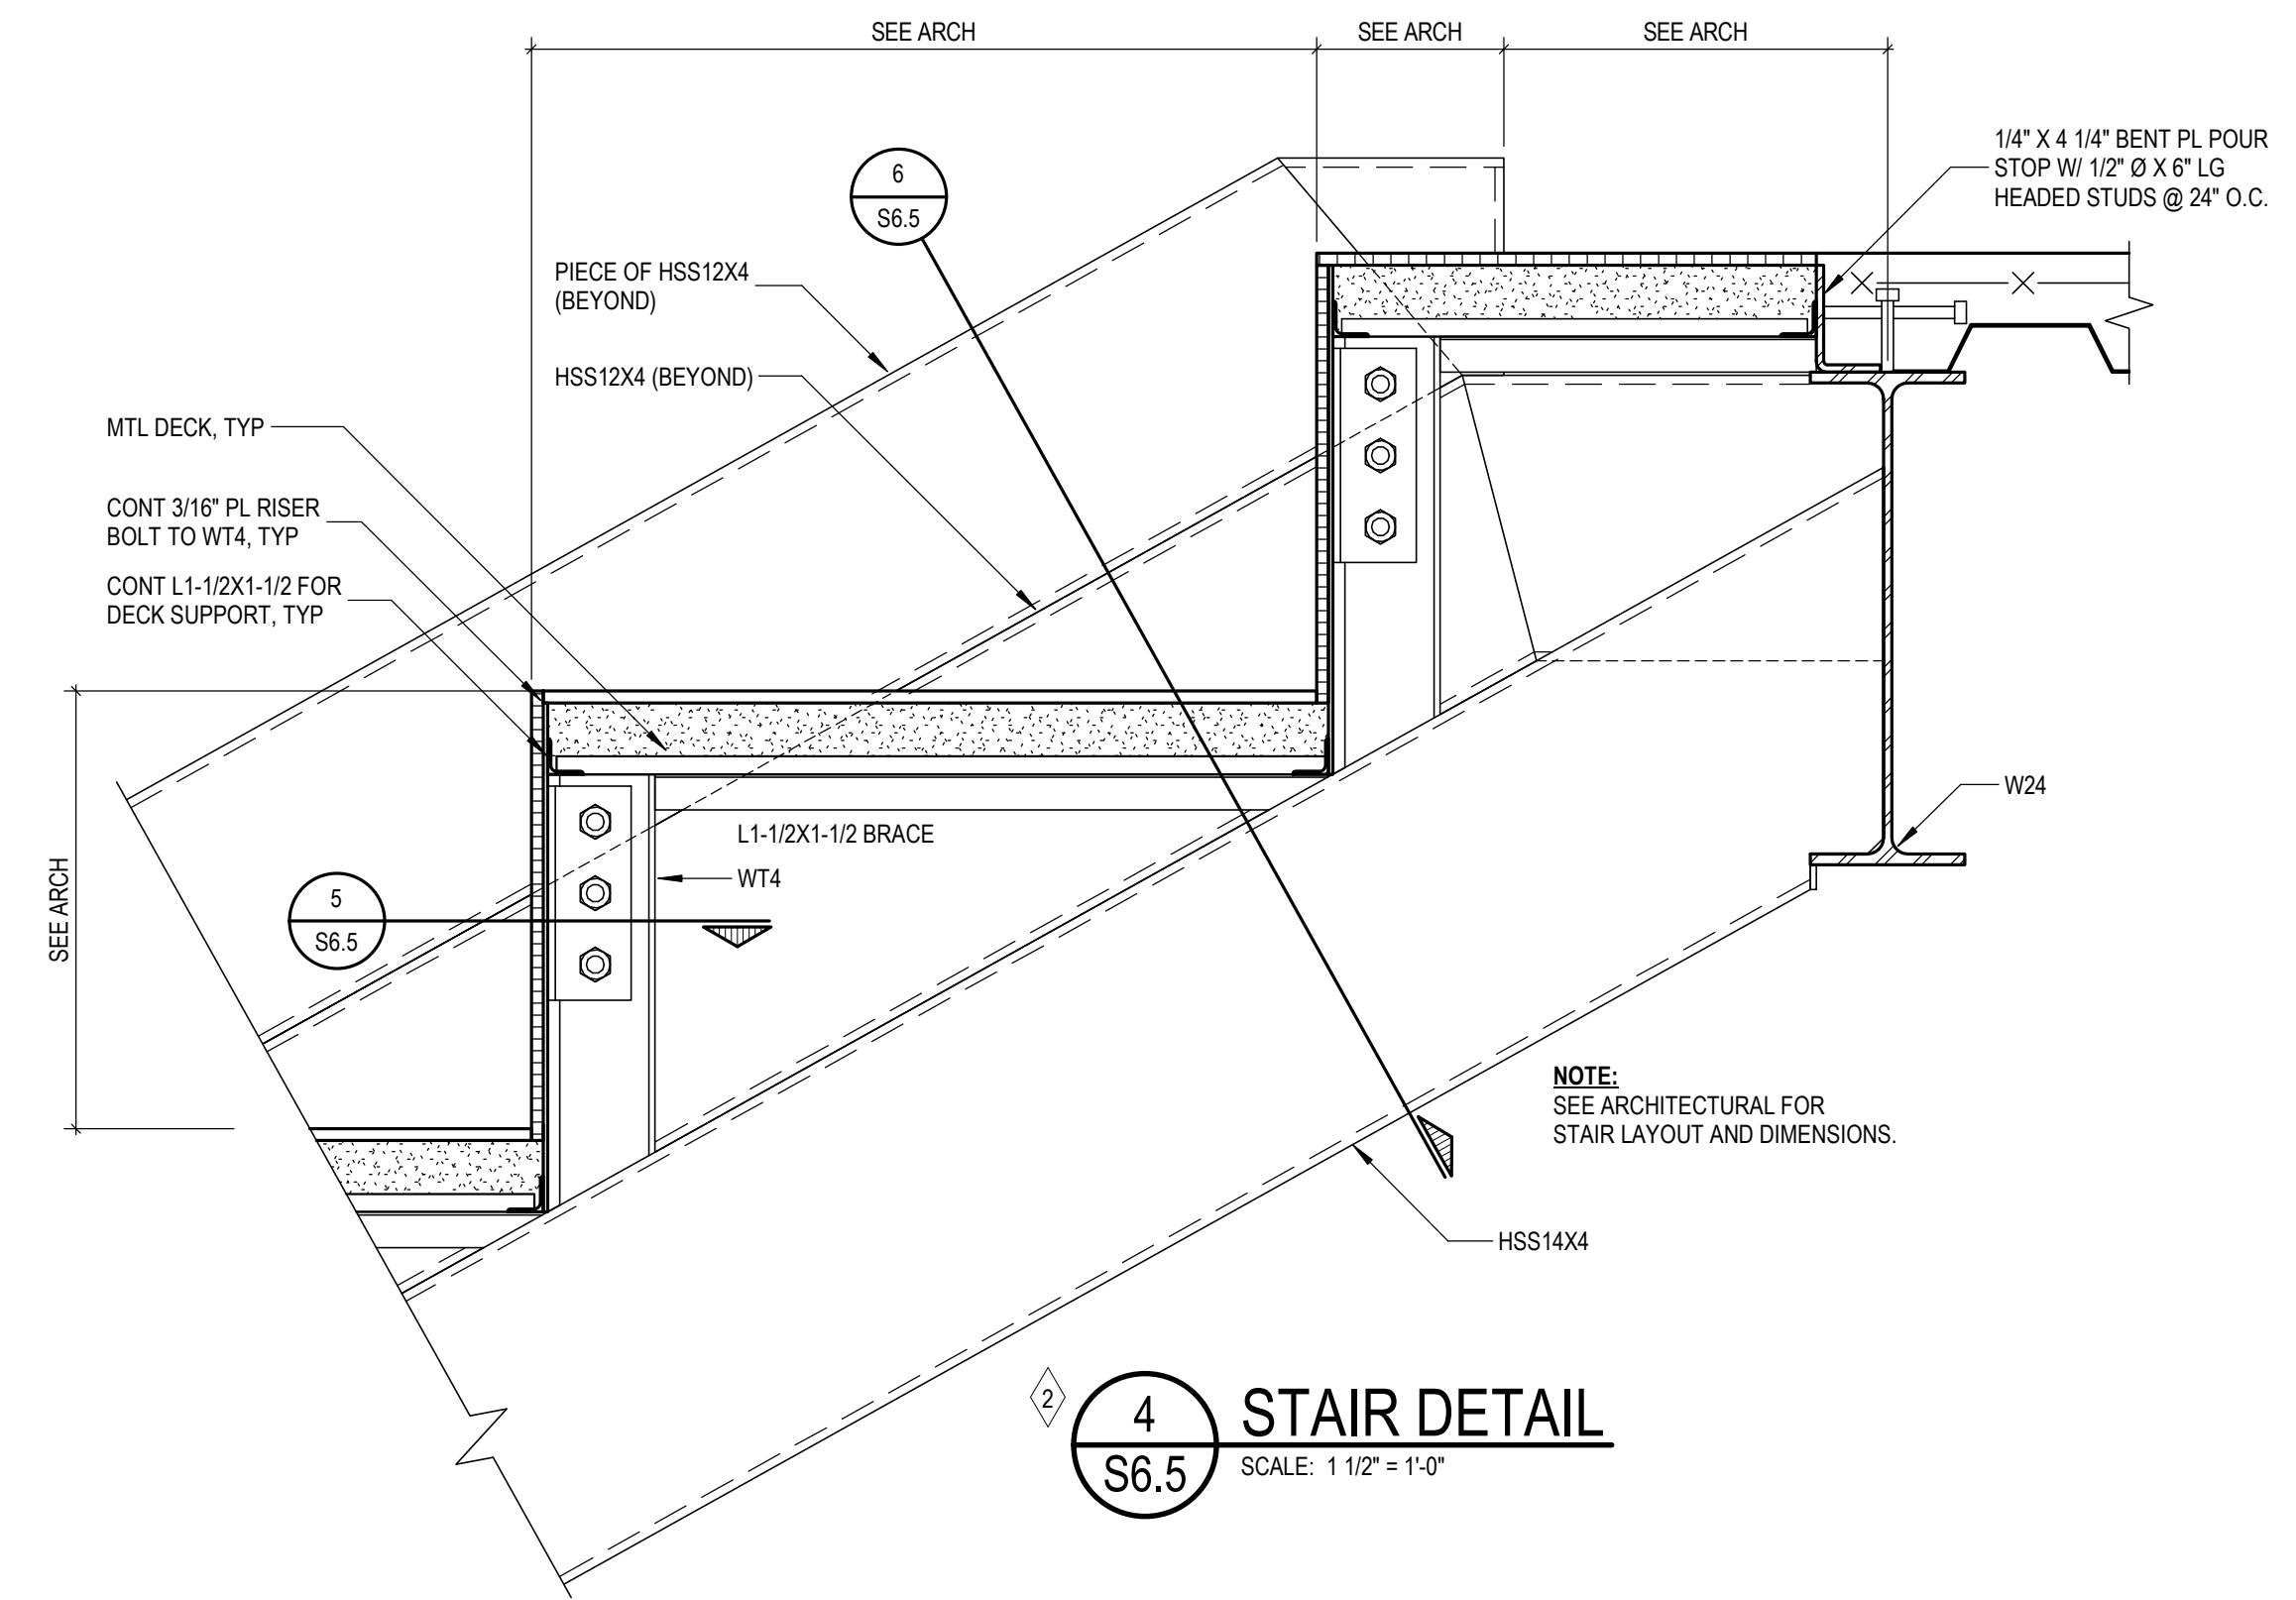 SEE ARCH
SEE ARCH
SEE ARCH
1/4" X 4 1/4" BENT PL POUR
STOP W/ 1/2" Ø X 6" LG
HEADED STUDS @ 24" O.C.
6
S6.5
PIECE OF HSS12X4
(BEYOND)
HSS12X4 (BEYOND)
MTL DECK, TYP
CONT 3/16" PL RISER
BOLT TO WT4, TYP
CONT L1-1/2X1-1/2 FOR
DECK SUPPORT, TYP
W24
L1-1/2X1-1/2 BRACE
WT4
SEE ARCH
5
S6.5
NOTE:
SEE ARCHITECTURAL FOR
STAIR LAYOUT AND DIMENSIONS.
HSS14X4
2
4
S6.5
STAIR DETAIL
SCALE: 1 1/2" = 1'-0"